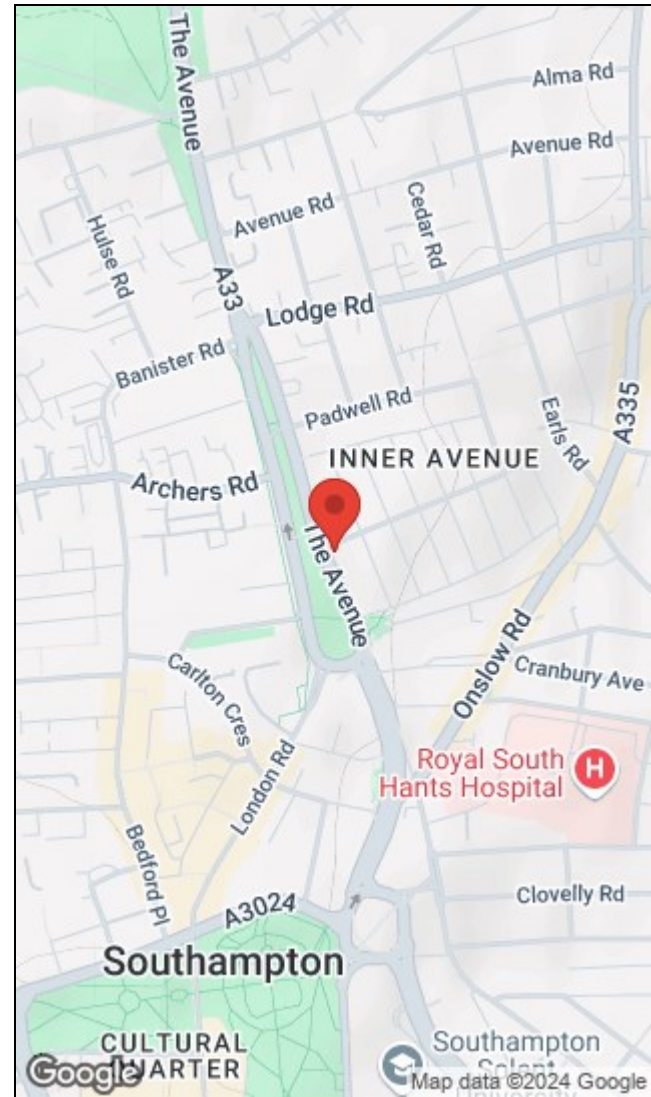 The Avenue
Alma Rd
Avenue Rd
Cedar Rd
Avenue Rd
Hulse Rd
A33
Lodge Rd
Banister Rd
Padwell Rd
Earls Rd
A335
INNER AVENUE
Archers Rd
The Avenue
Onslow Rd
Cranbury Ave
Carlton Cres
London Rd
Royal South
Hants Hospital
H
Bedford Pl
Clovelly Rd
A3024
Southampton
CULTURAL
QUARTER
Southampton
Solent
University
Google
Map data ©2024 Google